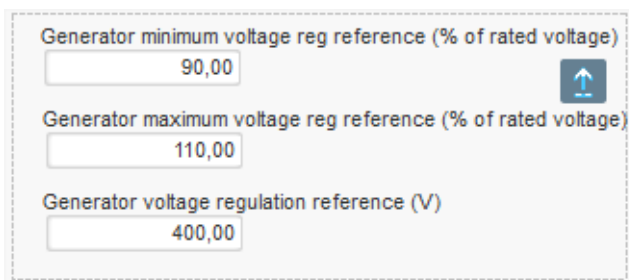 Generator minimum voltage reg reference (% of rated voltage)
90,00
Generator maximum voltage reg reference (% of rated voltage)
110,00
Generator voltage regulation reference (V)
400,00